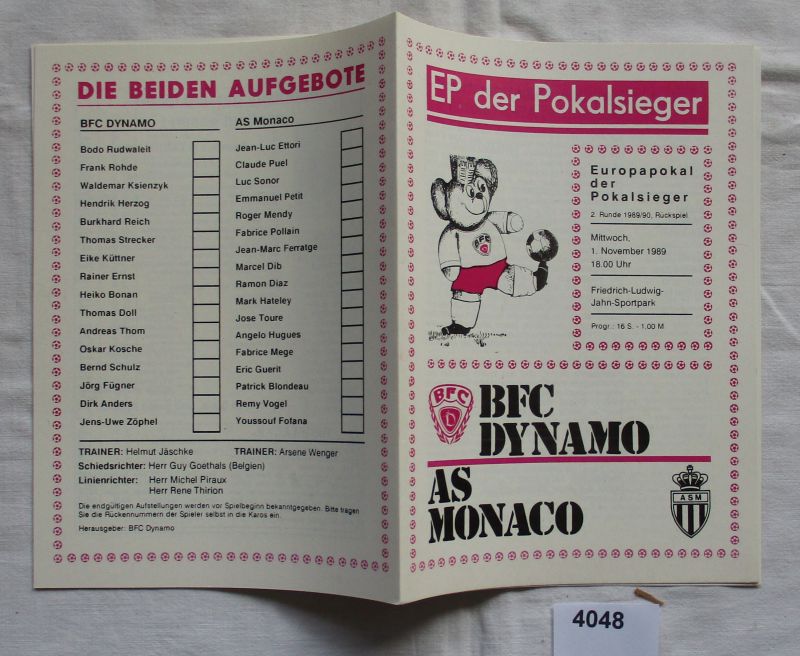 DIE BEIDEN AUFGEBOTE
BFC DYNAMO
Bodo Rudwaleit
Frank Rohde
Waldemar Ksienzyk
Hendrik Herzog
Burkhard Reich
Thomas Strecker
Eike Küttner
Rainer Ernst
Heiko Bonan
Thomas Doll
Andreas Thom
Oskar Kosche
Bernd Schulz
Jörg Fügner
Dirk Anders
Jens-Uwe Zöphel
AS Monaco
Jean-Luc Ettori
Claude Puel
Luc Sonor
Emmanuel Petit
Roger Mendy
Fabrice Pollain
Jean-Marc Ferratge
Marcel Dib
Ramon Diaz
Mark Hateley
Jose Toure
Angelo Hugues
Fabrice Mege
Eric Guerit
Patrick Blondeau
Remy Vogel
Youssouf Fofana
TRAINER: Helmut Jäschke TRAINER: Arsene Wenger
Schiedsrichter: Herr Guy Goethals (Belgien)
Linienrichter: Herr Michel Piraux
Herr Rene Thirion
Die endgültigen Aufstellungen werden vor Spielbeginn bekanntgegeben. Bitte tragen
Sie die Rückennummern der Spieler selbst in die Karos ein.
Herausgeber: BFC Dynamo
EP der Pokalsieger
BFC
Europapokal
der
Pokalsieger
2. Runde 1989/90, Rückspiel
Mittwoch,
1. November 1989
18.00 Uhr
Friedrich-Ludwig-
Jahn-Sportpark
Progr.: 16 S. - 1,00 M
BFC
D
BFC
DYNAMO
AS
MONACO
ASM
4048